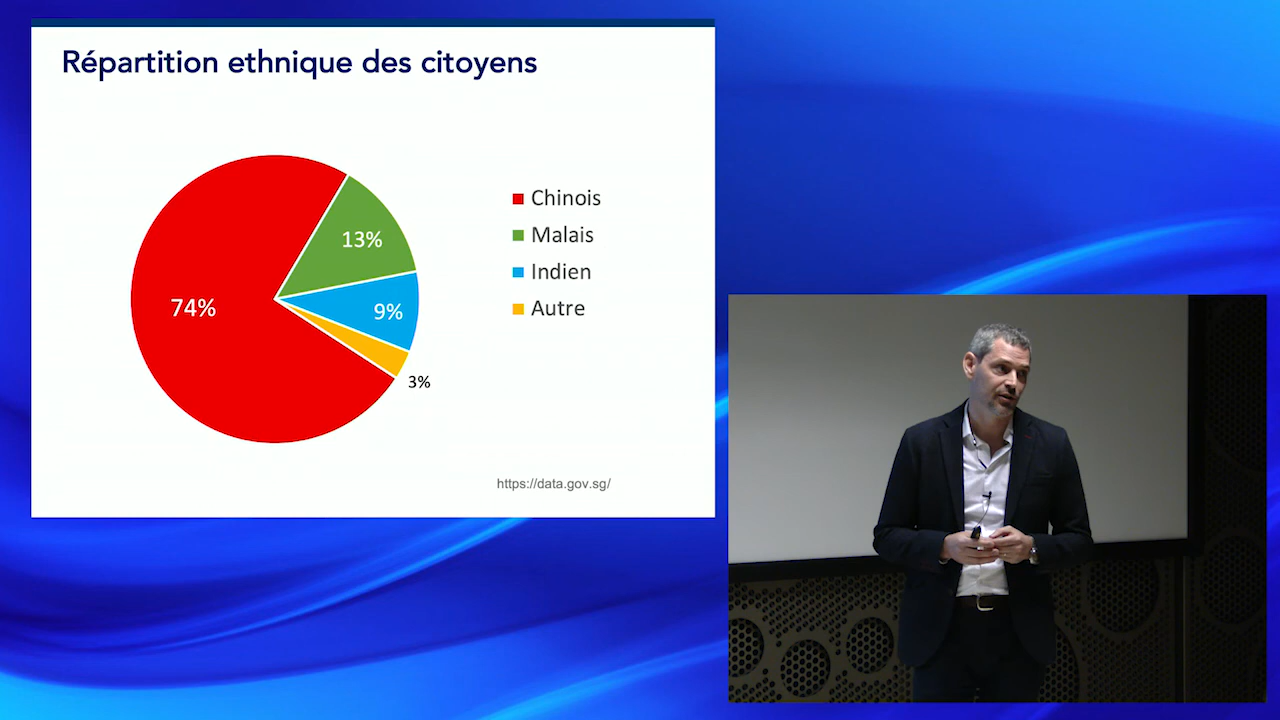 Répartition ethnique des citoyens
Chinois
Malais
Indien
Autre
13%
74%
9%
3%
https://data.gov.sg/